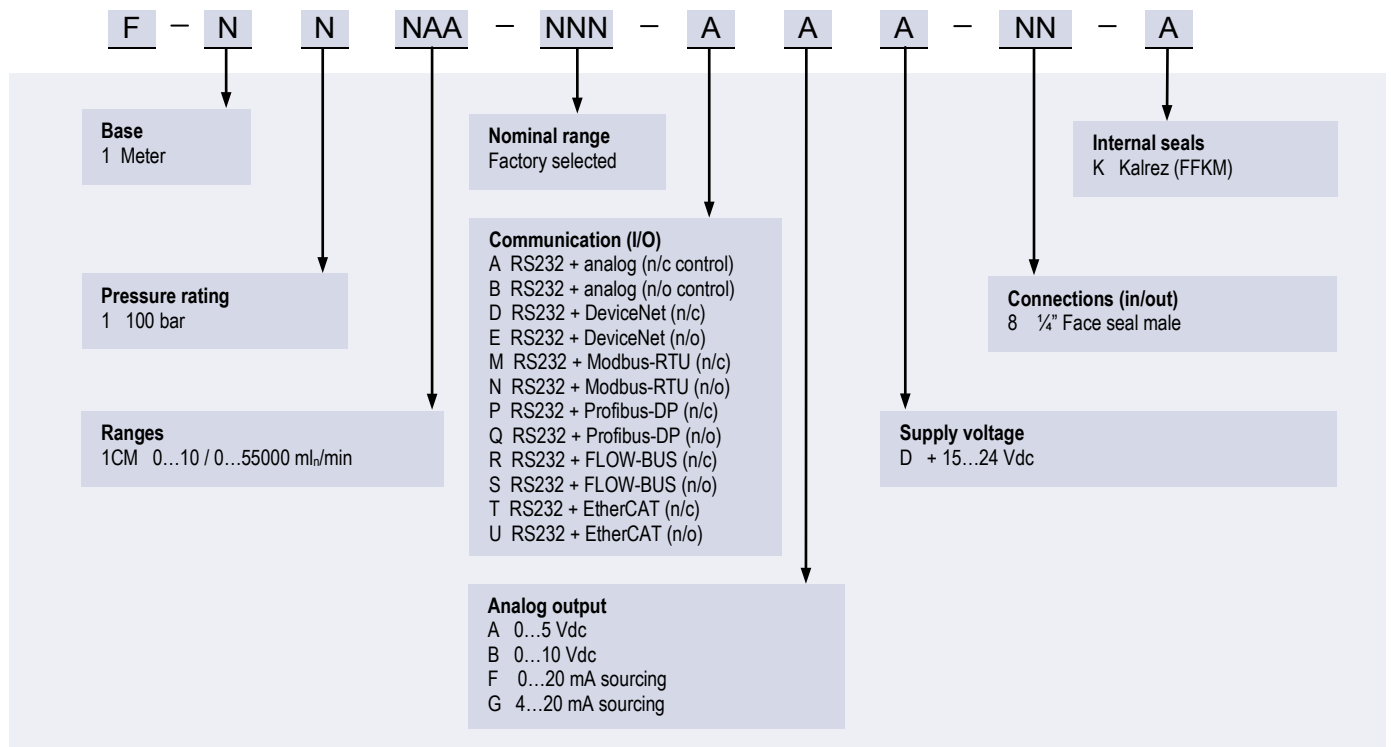 F – N N NAA – NNN – A A A – NN – A
Base
1 Meter
Nominal range
Factory selected
Internal seals
K Kalrez (FFKM)
Communication (I/O)
A RS232 + analog (n/c control)
B RS232 + analog (n/o control)
D RS232 + DeviceNet (n/c)
E RS232 + DeviceNet (n/o)
M RS232 + Modbus-RTU (n/c)
N RS232 + Modbus-RTU (n/o)
P RS232 + Profibus-DP (n/c)
Q RS232 + Profibus-DP (n/o)
R RS232 + FLOW-BUS (n/c)
S RS232 + FLOW-BUS (n/o)
T RS232 + EtherCAT (n/c)
U RS232 + EtherCAT (n/o)
Pressure rating
1 100 bar
Connections (in/out)
8 ¼” Face seal male
Ranges
1CM 0…10 / 0…55000 mlₙ/min
Supply voltage
D + 15…24 Vdc
Analog output
A 0…5 Vdc
B 0…10 Vdc
F 0…20 mA sourcing
G 4…20 mA sourcing